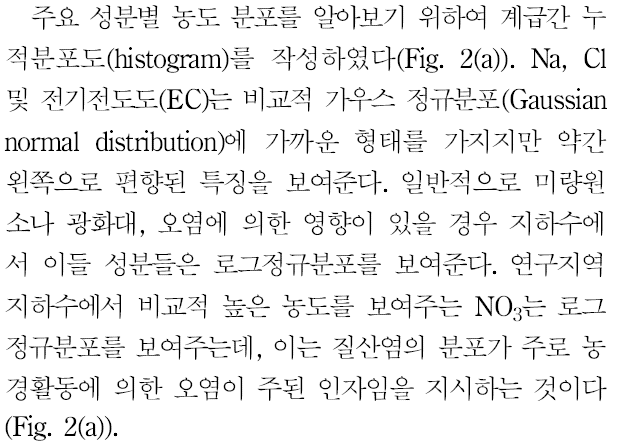 주요 성분별 농도 분포를 알아보기 위하여 계급간 누
적분포도(histogram)를 작성하였다(Fig. 2(a)). Na, Cl
및 전기전도도(EC)는 비교적 가우스 정규분포(Gaussian
normal distribution)에 가까운 형태를 가지지만 약간
왼쪽으로 편향된 특징을 보여준다. 일반적으로 미량원
소나 광화대, 오염에 의한 영향이 있을 경우 지하수에
서 이들 성분들은 로그정규분포를 보여준다. 연구지역
지하수에서 비교적 높은 농도를 보여주는 NO₃는 로그
정규분포를 보여주는데, 이는 질산염의 분포가 주로 농
경활동에 의한 오염이 주된 인자임을 지시하는 것이다
(Fig. 2(a)).